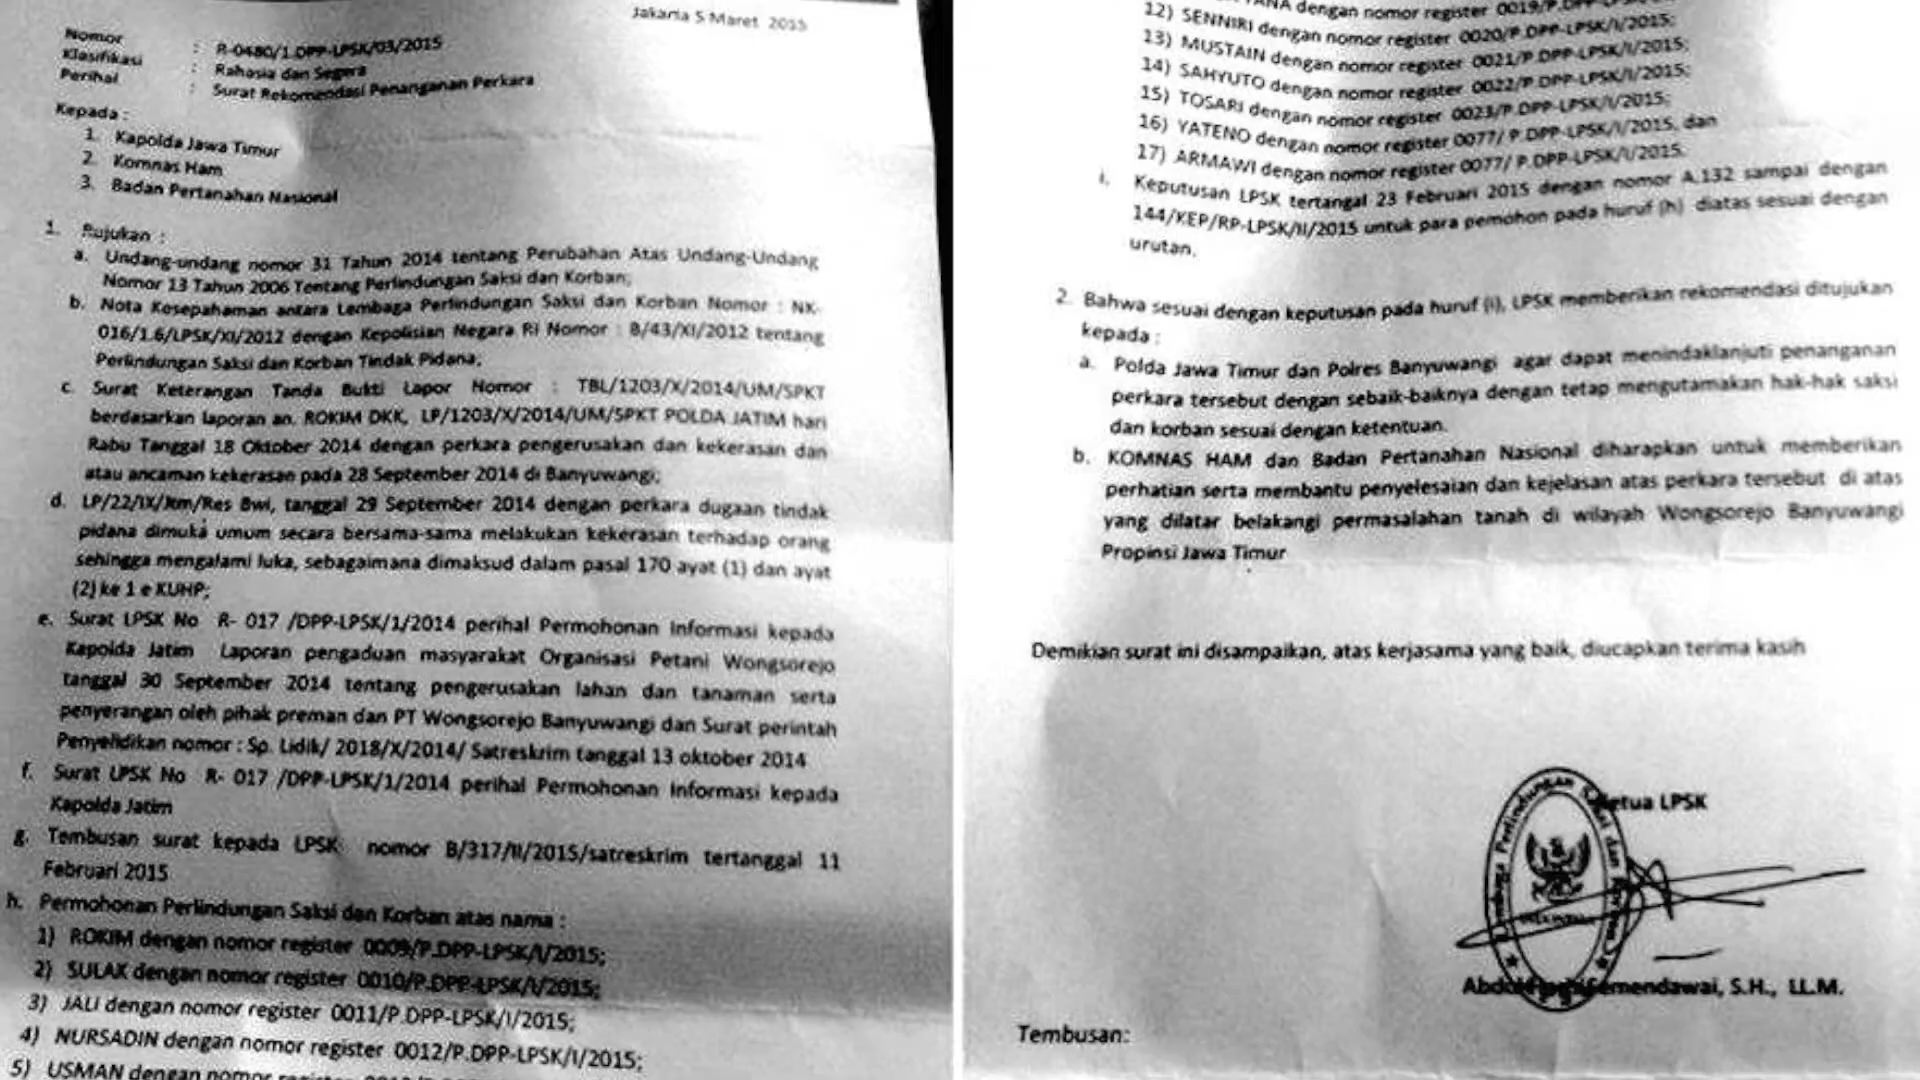 Jakarta 5 Maret 2015
Nomor : R-0480/1.DPP-LPSK/03/2015
Klasifikasi : Rahasia dan Segera
Perihal : Surat Rekomendasi Penanganan Perkara
Kepada :
1. Kapolda Jawa Timur
2. Komnas Ham
3. Badan Pertanahan Nasional
1. Rujukan :
a. Undang-undang nomor 31 Tahun 2014 tentang Perubahan Atas Undang-Undang
Nomor 13 Tahun 2006 Tentang Perlindungan Saksi dan Korban;
b. Nota Kesepahaman antara Lembaga Perlindungan Saksi dan Korban Nomor : NK-
016/1.6/LPSK/XI/2012 dengan Kepolisian Negara RI Nomor : B/43/XI/2012 tentang
Perlindungan Saksi dan Korban Tindak Pidana;
c. Surat Keterangan Tanda Bukti Lapor Nomor : TBL/1203/X/2014/UM/SPKT
berdasarkan laporan an. ROKIM DKK, LP/1203/X/2014/UM/SPKT POLDA JATIM hari
Rabu Tanggal 18 Oktober 2014 dengan perkara pengerusakan dan kekerasan dan
atau ancaman kekerasan pada 28 September 2014 di Banyuwangi;
d. LP/22/IX/Rm/Res Bwi, tanggal 29 September 2014 dengan perkara dugaan tindak
pidana dimuka umum secara bersama-sama melakukan kekerasan terhadap orang
sehingga mengalami luka, sebagaimana dimaksud dalam pasal 170 ayat (1) dan ayat
(2) ke 1 e KUHP;
e. Surat LPSK No R- 017 /DPP-LPSK/1/2014 perihal Permohonan Informasi kepada
Kapolda Jatim Laporan pengaduan masyarakat Organisasi Petani Wongsorejo
tanggal 30 September 2014 tentang pengerusakan lahan dan tanaman serta
penyerangan oleh pihak preman dan PT Wongsorejo Banyuwangi dan Surat perintah
Penyelidikan nomor : Sp. Lidik/ 2018/X/2014/ Satreskrim tanggal 13 oktober 2014
f. Surat LPSK No R- 017 /DPP-LPSK/1/2014 perihal Permohonan Informasi kepada
Kapolda Jatim
g. Tembusan surat kepada LPSK nomor B/317/II/2015/satreskrim tertanggal 11
Februari 2015
h. Permohonan Perlindungan Saksi dan Korban atas nama :
1) ROKIM dengan nomor register 0009/P.DPP-LPSK/I/2015;
2) SULAX dengan nomor register 0010/P.DPP-LPSK/I/2015;
3) JALI dengan nomor register 0011/P.DPP-LPSK/I/2015;
4) NURSADIN dengan nomor register 0012/P.DPP-LPSK/I/2015;
5) USMAN dengan nomor register
dengan nomor register 0019/P.DPP-LPSK
12) SENNIRI dengan nomor register 0020/P.DPP-LPSK/I/2015;
13) MUSTAIN dengan nomor register 0021/P.DPP-LPSK/I/2015;
14) SAHYUTO dengan nomor register 0022/P.DPP-LPSK/I/2015;
15) TOSARI dengan nomor register 0023/P.DPP-LPSK/I/2015;
16) YATENO dengan nomor register 0077/ P.DPP-LPSK/I/2015, dan
17) ARMAWI dengan nomor register 0077/ P.DPP-LPSK/I/2015.
i. Keputusan LPSK tertangal 23 Februari 2015 dengan nomor A.132 sampai dengan
144/KEP/RP-LPSK/II/2015 untuk para pemohon pada huruf (h) diatas sesuai dengan
urutan.
2. Bahwa sesuai dengan keputusan pada huruf (i), LPSK memberikan rekomendasi ditujukan
kepada :
a. Polda Jawa Timur dan Polres Banyuwangi agar dapat menindaklanjuti penanganan
perkara tersebut dengan sebaik-baiknya dengan tetap mengutamakan hak-hak saksi
dan korban sesuai dengan ketentuan.
b. KOMNAS HAM dan Badan Pertanahan Nasional diharapkan untuk memberikan
perhatian serta membantu penyelesaian dan kejelasan atas perkara tersebut di atas
yang dilatar belakangi permasalahan tanah di wilayah Wongsorejo Banyuwangi
Propinsi Jawa Timur
Demikian surat ini disampaikan, atas kerjasama yang baik, diucapkan terima kasih
Ketua LPSK
Lembaga Perlindungan Saksi dan Korban
Semendawai, S.H., LL.M.
Tembusan: